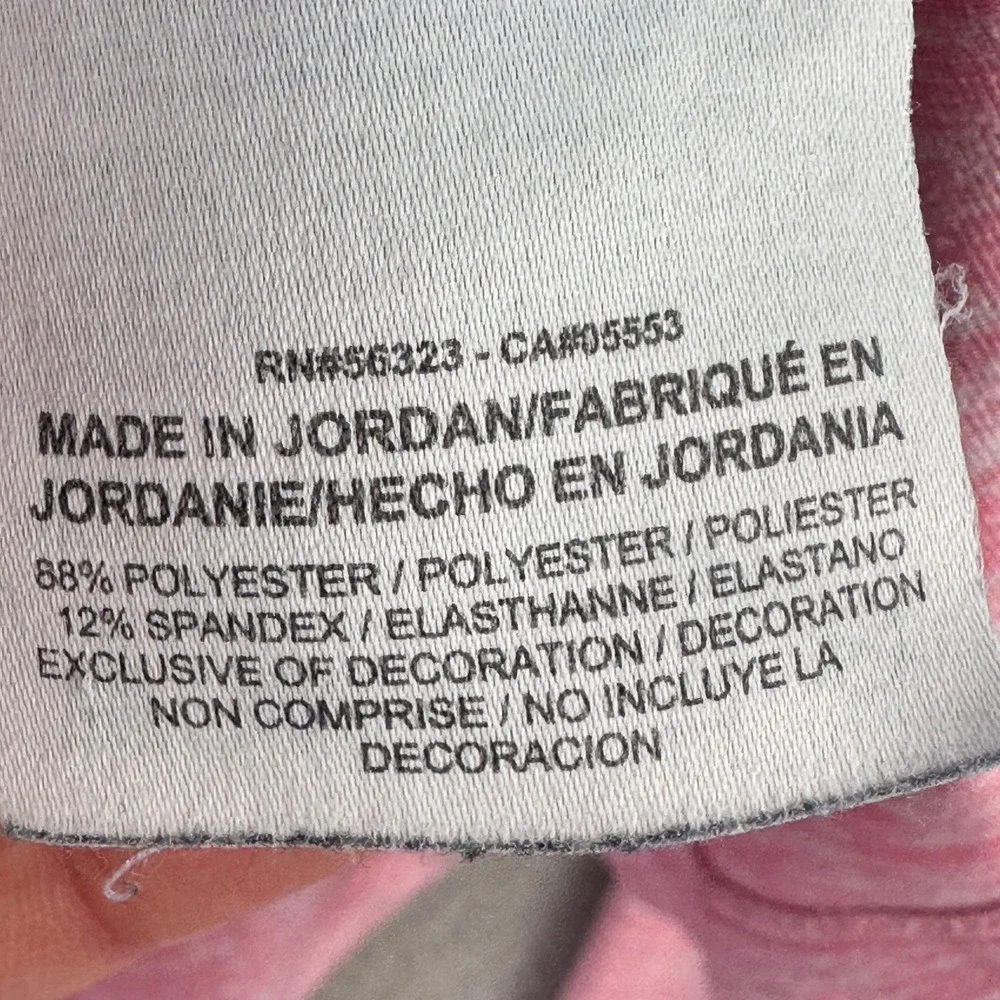 RN#56323 - CA#05553
MADE IN JORDAN/FABRIQUÉ EN
JORDANIE/HECHO EN JORDANIA
88% POLYESTER / POLYESTER / POLIESTER
12% SPANDEX / ELASTHANNE / ELASTANO
EXCLUSIVE OF DECORATION / DECORATION
NON COMPRISE / NO INCLUYE LA
DECORACION